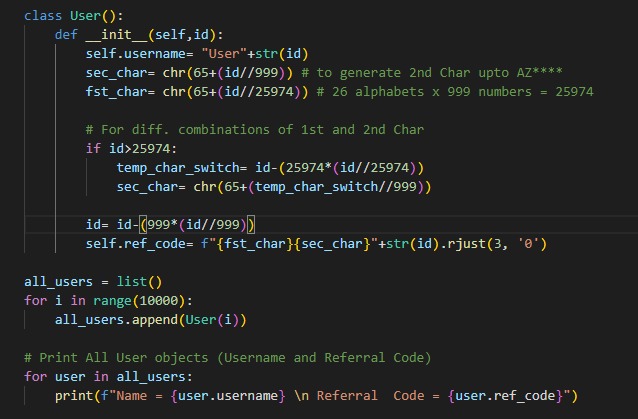 class User():
    def __init__(self,id):
        self.username= "User"+str(id)
        sec_char= chr(65+(id//999)) # to generate 2nd Char upto AZ****
        fst_char= chr(65+(id//25974)) # 26 alphabets x 999 numbers = 25974
        # For diff. combinations of 1st and 2nd Char
        if id>25974:
            temp_char_switch= id-(25974*(id//25974))
            sec_char= chr(65+(temp_char_switch//999))
        id= id-(999*(id//999))
        self.ref_code= f"{fst_char}{sec_char}"+str(id).rjust(3, '0')
all_users = list()
for i in range(10000):
    all_users.append(User(i))
# Print All User objects (Username and Referral Code)
for user in all_users:
    print(f"Name = {user.username} \n Referral  Code = {user.ref_code}")